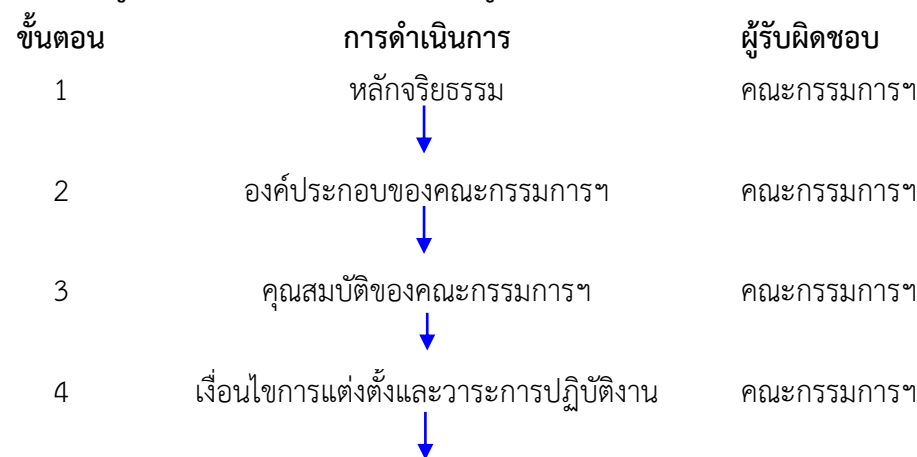 ขั้นตอน การดำเนินการ ผู้รับผิดชอบ
1 หลักจริยธรรม คณะกรรมการฯ
2 องค์ประกอบของคณะกรรมการฯ คณะกรรมการฯ
3 คุณสมบัติของคณะกรรมการฯ คณะกรรมการฯ
4 เงื่อนไขการแต่งตั้งและวาระการปฏิบัติงาน คณะกรรมการฯ